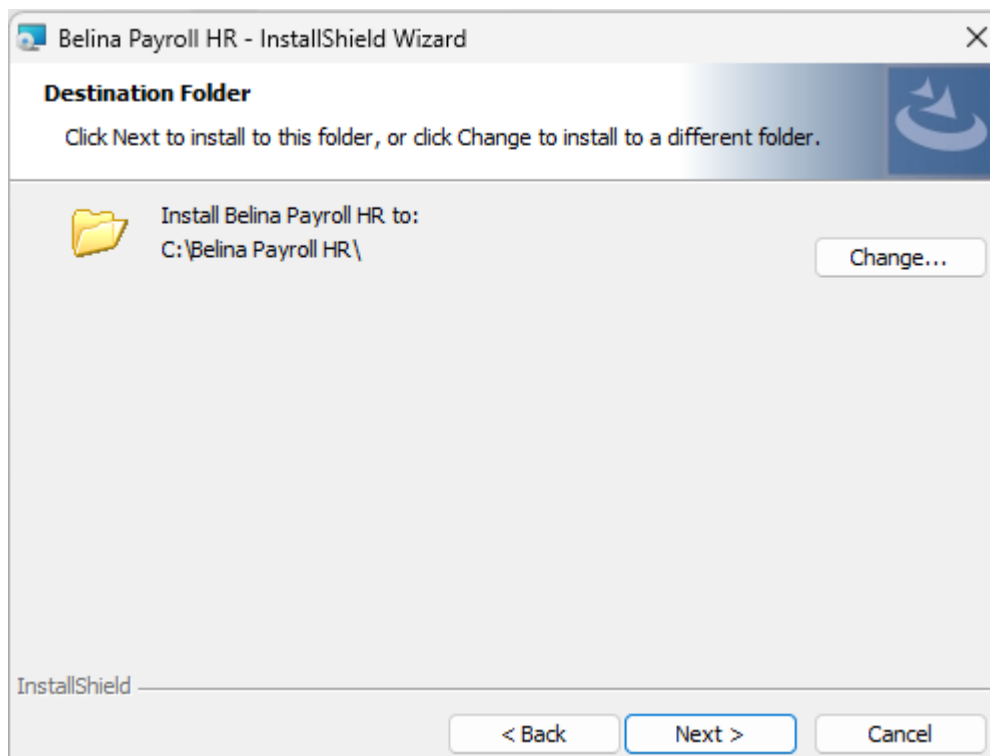 Belina Payroll HR - InstallShield Wizard
Destination Folder
Click Next to install to this folder, or click Change to install to a different folder.
Install Belina Payroll HR to:
C:\Belina Payroll HR\
Change...
InstallShield
< Back
Next >
Cancel